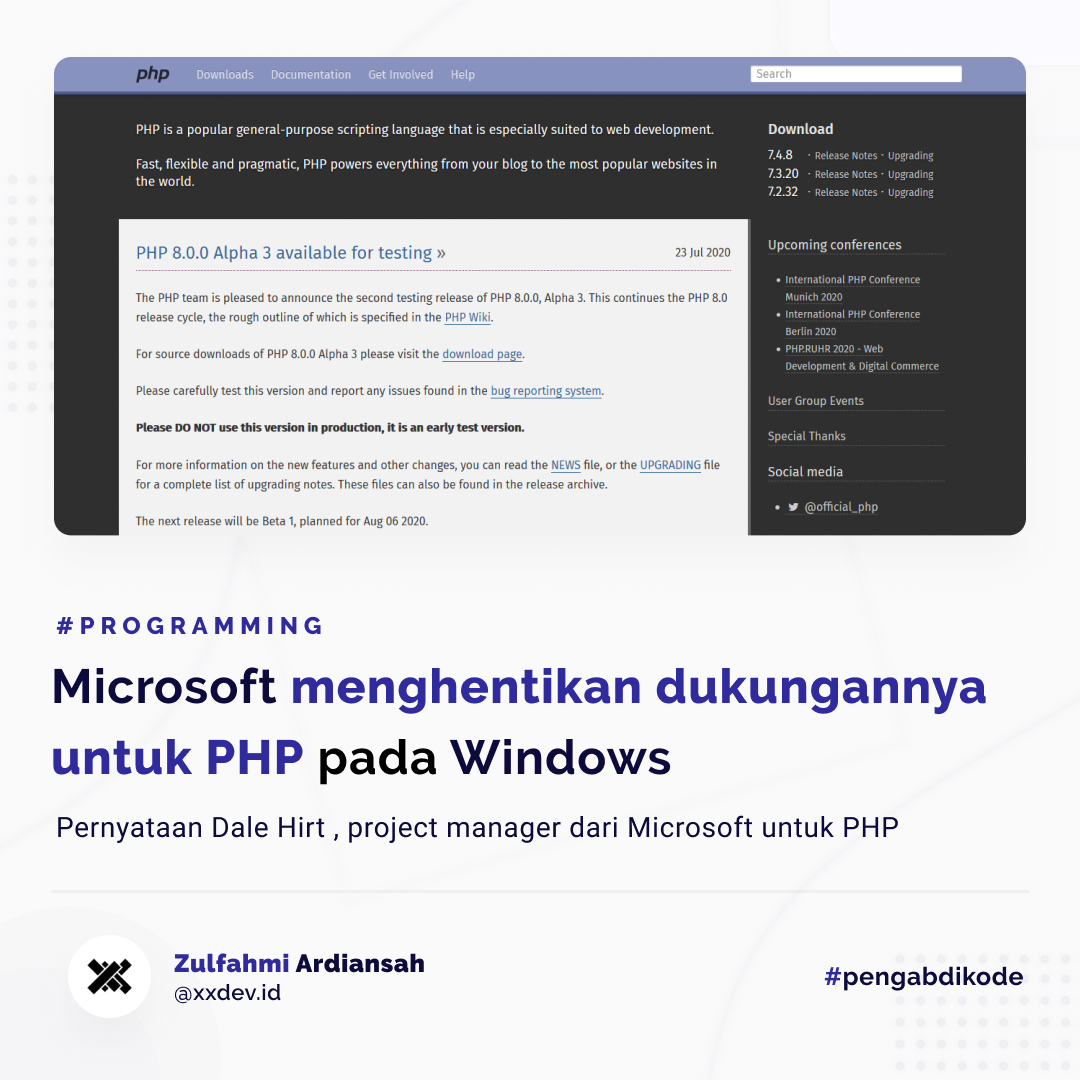 php Downloads Documentation Get Involved Help Search
PHP is a popular general-purpose scripting language that is especially suited to web development.
Fast, flexible and pragmatic, PHP powers everything from your blog to the most popular websites in
the world.
Download
7.4.8 · Release Notes · Upgrading
7.3.20 · Release Notes · Upgrading
7.2.32 · Release Notes · Upgrading
PHP 8.0.0 Alpha 3 available for testing » 23 Jul 2020
The PHP team is pleased to announce the second testing release of PHP 8.0.0, Alpha 3. This continues the PHP 8.0
release cycle, the rough outline of which is specified in the PHP Wiki.
For source downloads of PHP 8.0.0 Alpha 3 please visit the download page.
Please carefully test this version and report any issues found in the bug reporting system.
Please DO NOT use this version in production, it is an early test version.
For more information on the new features and other changes, you can read the NEWS file, or the UPGRADING file
for a complete list of upgrading notes. These files can also be found in the release archive.
The next release will be Beta 1, planned for Aug 06 2020.
Upcoming conferences
• International PHP Conference
Munich 2020
• International PHP Conference
Berlin 2020
• PHP.RUHR 2020 - Web
Development & Digital Commerce
User Group Events
Special Thanks
Social media
• @official_php
#PROGRAMMING
Microsoft menghentikan dukungannya
untuk PHP pada Windows
Pernyataan Dale Hirt , project manager dari Microsoft untuk PHP
Zulfahmi Ardiansah
@xxdev.id
#pengabdikode